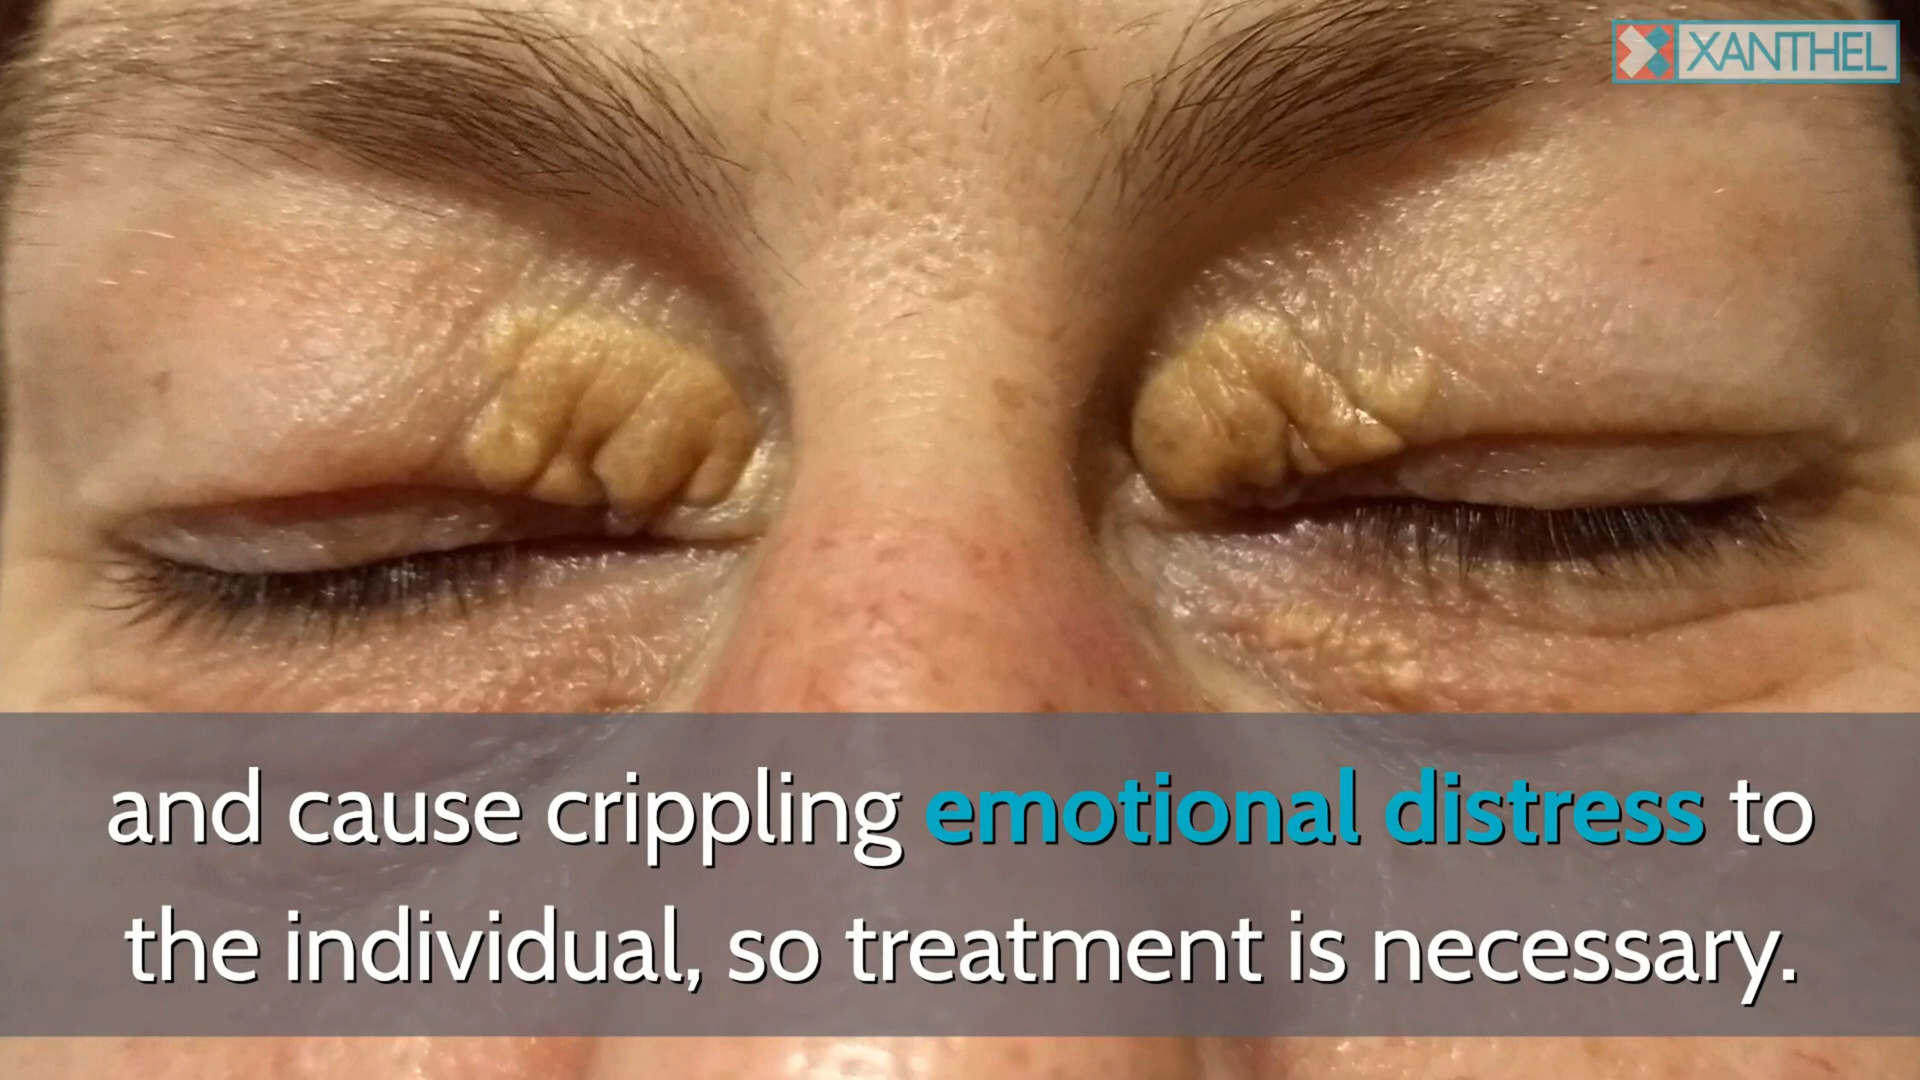 XANTHEL
and cause crippling emotional distress to
the individual, so treatment is necessary.